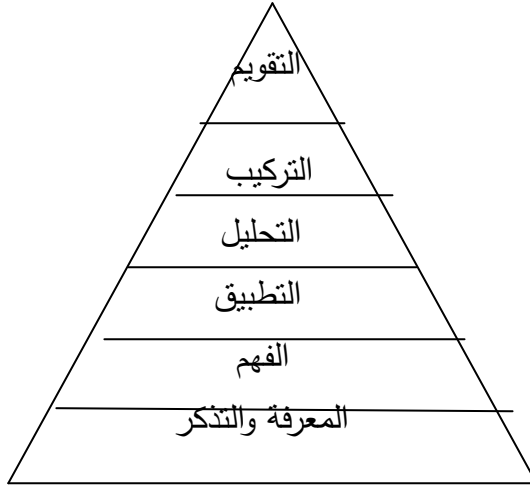 التقويم
التركيب
التحليل
التطبيق
الفهم
المعرفة والتذكر